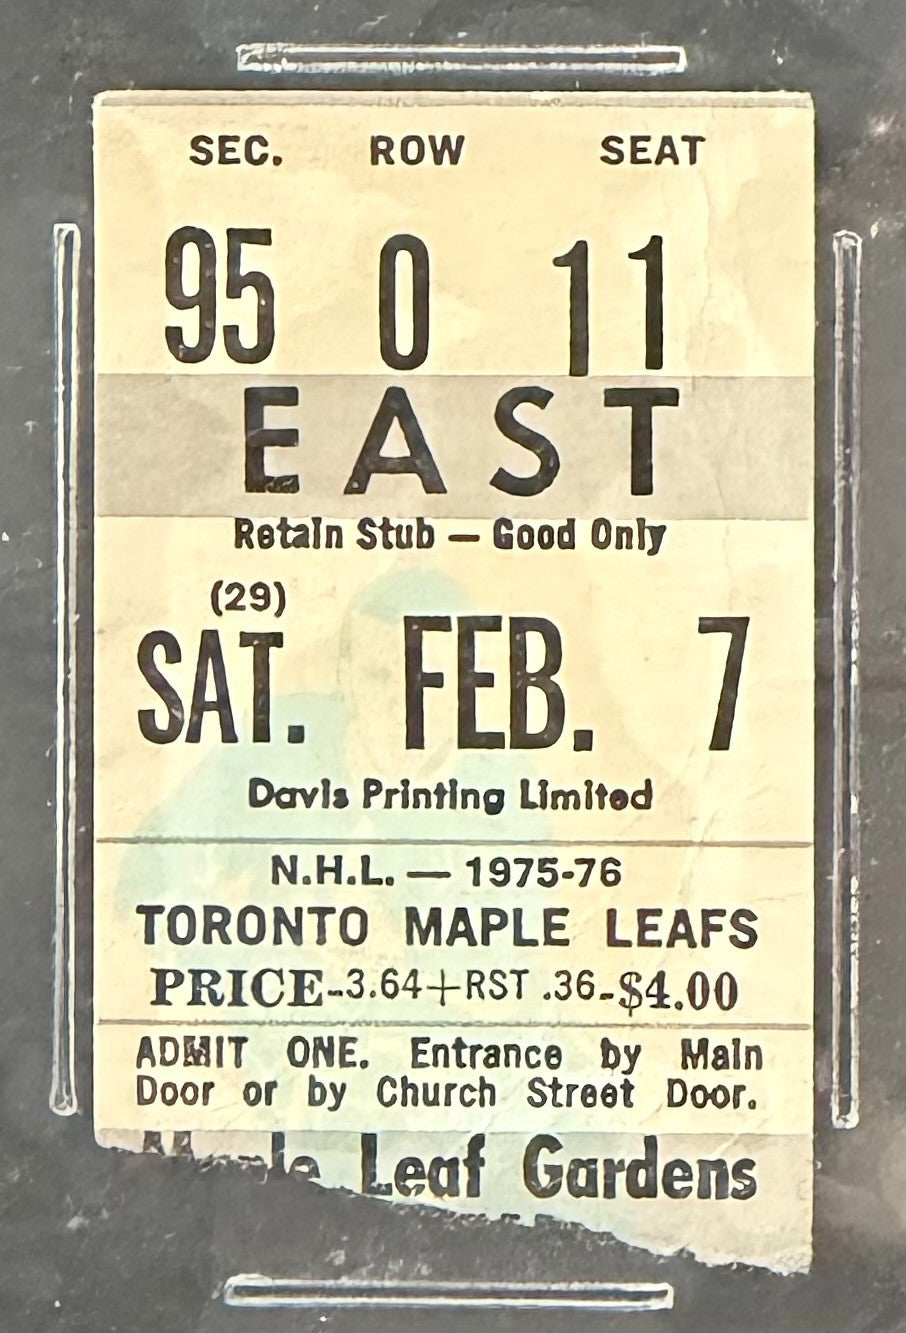 SEC. ROW SEAT
95 O 11
EAST
Retain Stub — Good Only
(29)
SAT. FEB. 7
Davis Printing Limited
N.H.L. — 1975-76
TORONTO MAPLE LEAFS
PRICE-3.64+RST .36-$4.00
ADMIT ONE. Entrance by Main
Door or by Church Street Door.
Maple Leaf Gardens